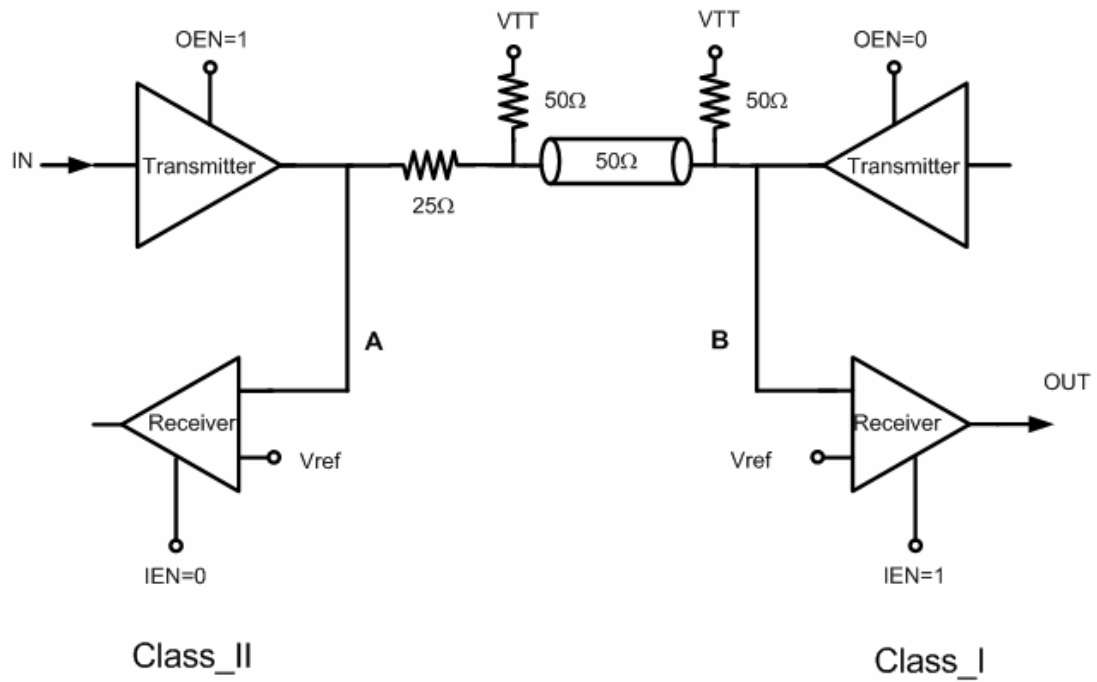 VTT
VTT
OEN=1
OEN=0
50Ω
50Ω
IN
Transmitter
50Ω
Transmitter
25Ω
A
B
OUT
Receiver
Receiver
Vref
Vref
IEN=0
IEN=1
Class_II
Class_I